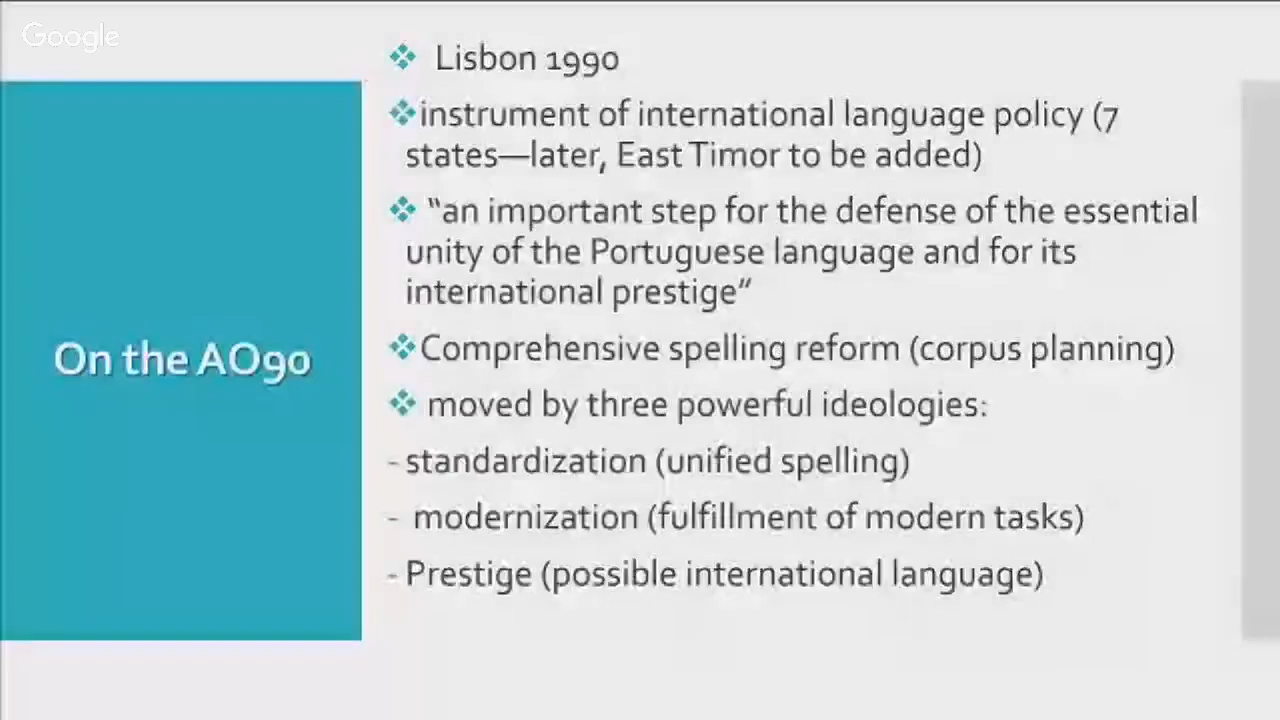 Google
Lisbon 1990
instrument of international language policy (7
states—later, East Timor to be added)
“an important step for the defense of the essential
unity of the Portuguese language and for its
international prestige”
On the AO90
Comprehensive spelling reform (corpus planning)
moved by three powerful ideologies:
- standardization (unified spelling)
- modernization (fulfillment of modern tasks)
- Prestige (possible international language)